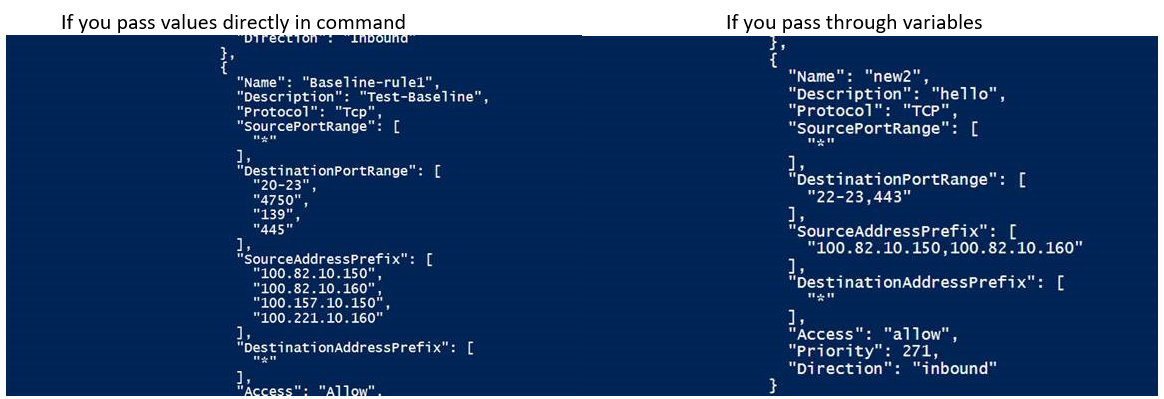 If you pass values directly in command
"Direction": "Inbound"
},
{
"Name": "Baseline-rule1",
"Description": "Test-Baseline",
"Protocol": "Tcp",
"SourcePortRange": [
"*"
],
"DestinationPortRange": [
"20-23",
"4750",
"139",
"445"
],
"SourceAddressPrefix": [
"100.82.10.150",
"100.82.10.160",
"100.157.10.150",
"100.221.10.160"
],
"DestinationAddressPrefix": [
"*"
],
"Access": "Allow",
If you pass through variables
},
{
"Name": "new2",
"Description": "hello",
"Protocol": "TCP",
"SourcePortRange": [
"*"
],
"DestinationPortRange": [
"22-23,443"
],
"SourceAddressPrefix": [
"100.82.10.150,100.82.10.160"
],
"DestinationAddressPrefix": [
"*"
],
"Access": "allow",
"Priority": 271,
"Direction": "inbound"
}